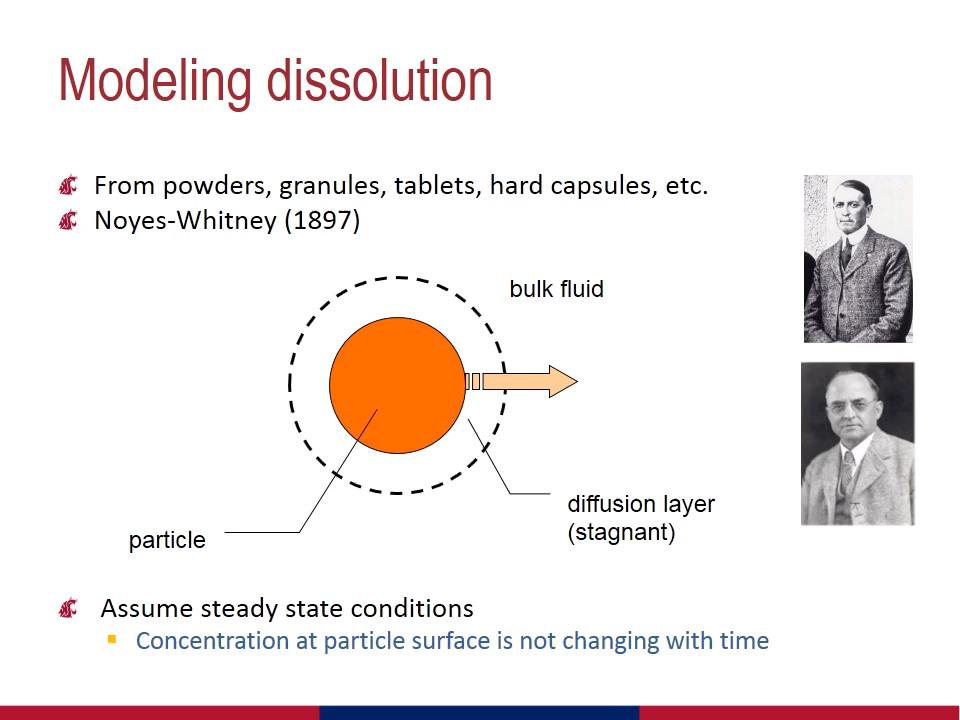 Modeling dissolution
From powders, granules, tablets, hard capsules, etc.
Noyes-Whitney (1897)
bulk fluid
diffusion layer
(stagnant)
particle
Assume steady state conditions
Concentration at particle surface is not changing with time